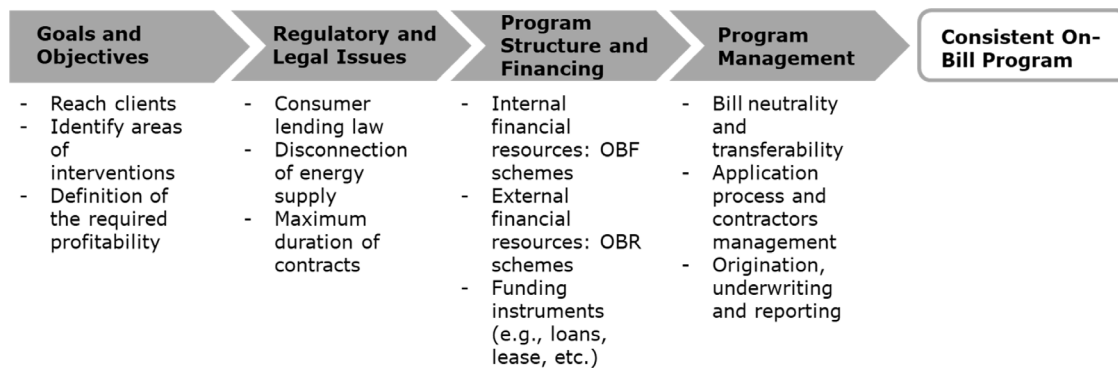 Goals and
Objectives
Regulatory and
Legal Issues
Program
Structure and
Financing
Program
Management
Consistent On-
Bill Program
- Reach clients
- Identify areas
of
interventions
- Definition of
the required
profitability
- Consumer
lending law
- Disconnection
of energy
supply
- Maximum
duration of
contracts
- Internal
financial
resources: OBF
schemes
- External
financial
resources: OBR
schemes
- Funding
instruments
(e.g., loans,
lease, etc.)
- Bill neutrality
and
transferability
- Application
process and
contractors
management
- Origination,
underwriting
and reporting